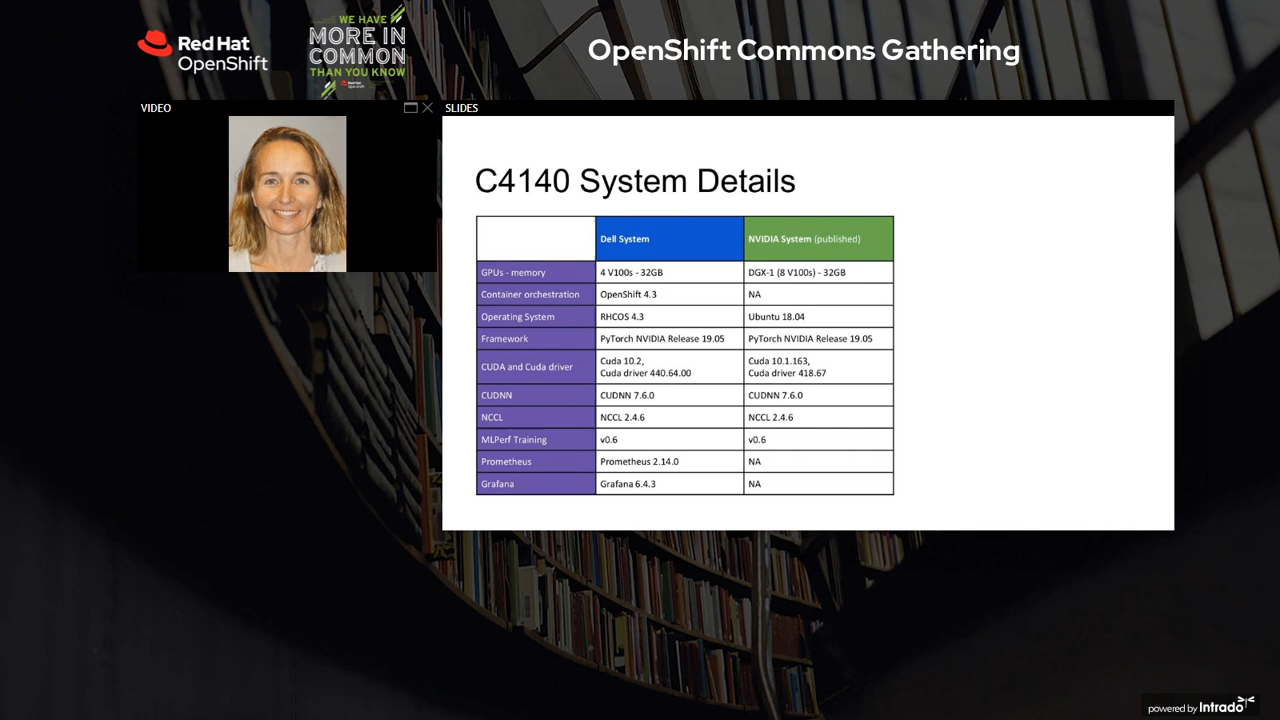 Red Hat
OpenShift
WE HAVE
MORE IN
COMMON
THAN YOU KNOW
OpenShift Commons Gathering
VIDEO
SLIDES
C4140 System Details
Dell System
NVIDIA System (published)
GPUs - memory
4 V100s - 32GB
DGX-1 (8 V100s) - 32GB
Container orchestration
OpenShift 4.3
NA
Operating System
RHCOS 4.3
Ubuntu 18.04
Framework
PyTorch NVIDIA Release 19.05
PyTorch NVIDIA Release 19.05
CUDA and Cuda driver
Cuda 10.2,
Cuda driver 440.64.00
Cuda 10.1.163,
Cuda driver 418.67
CUDNN
CUDNN 7.6.0
CUDNN 7.6.0
NCCL
NCCL 2.4.6
NCCL 2.4.6
MLPerf Training
v0.6
v0.6
Prometheus
Prometheus 2.14.0
NA
Grafana
Grafana 6.4.3
NA
powered by Intrado